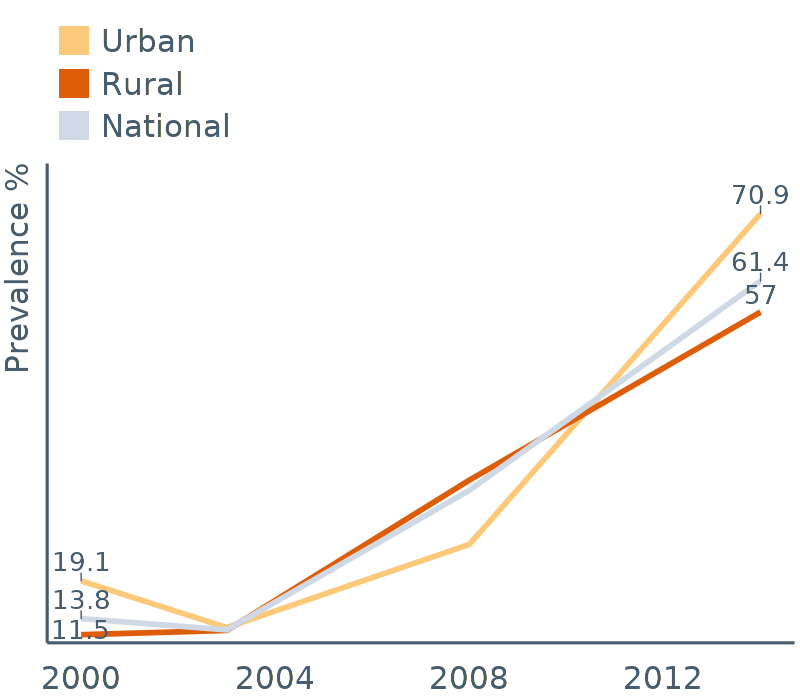 Urban
Rural
National
Prevalence %
70.9
61.4
57
19.1
13.8
11.5
2000 2004 2008 2012